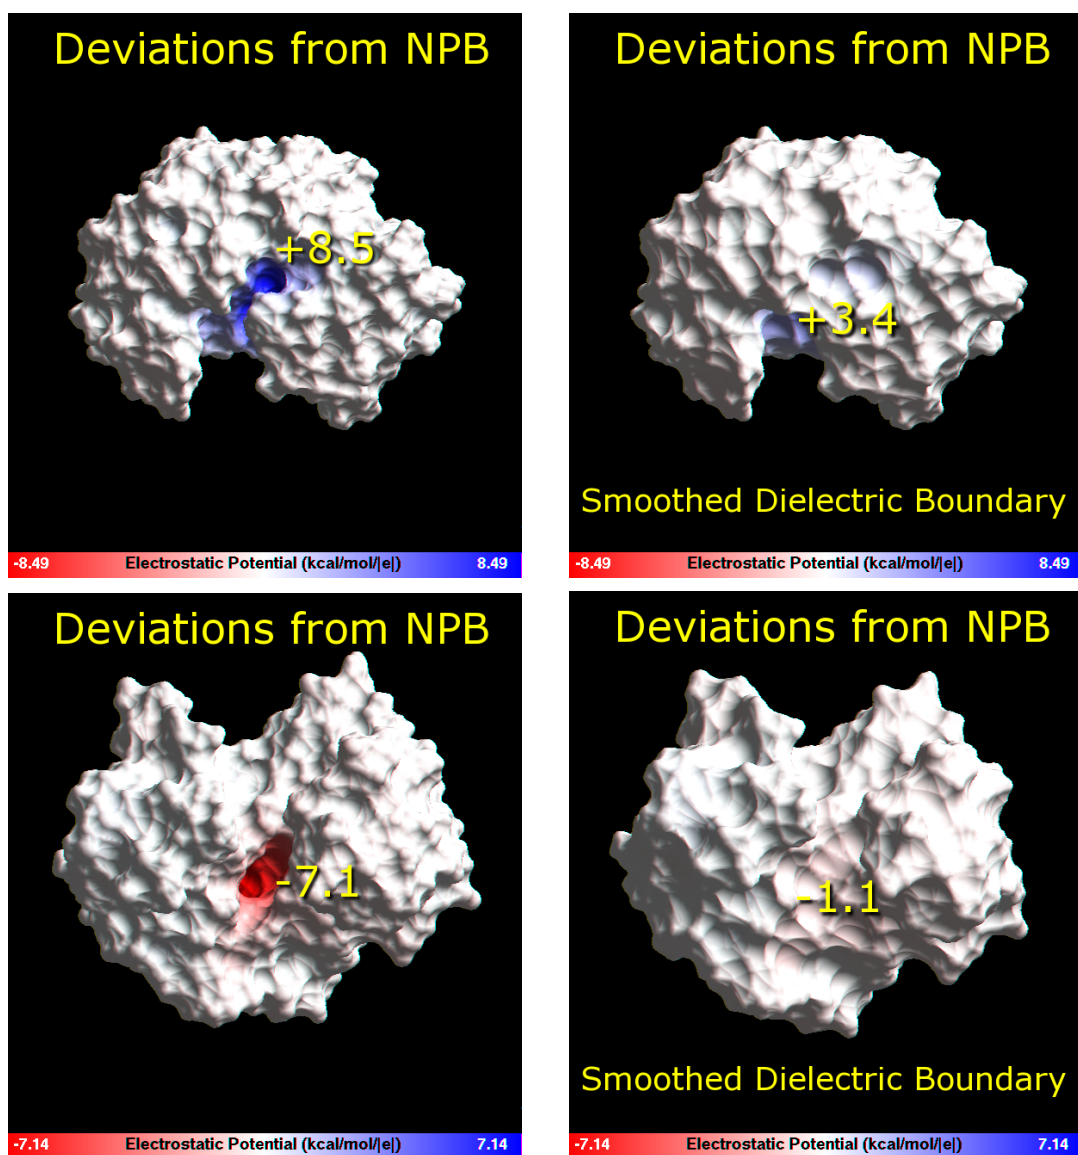 Deviations from NPB
+8.5
-8.49 Electrostatic Potential (kcal/mol/|e|) 8.49
Deviations from NPB
+3.4
Smoothed Dielectric Boundary
-8.49 Electrostatic Potential (kcal/mol/|e|) 8.49
Deviations from NPB
-7.1
-7.14 Electrostatic Potential (kcal/mol/|e|) 7.14
Deviations from NPB
-1.1
Smoothed Dielectric Boundary
-7.14 Electrostatic Potential (kcal/mol/|e|) 7.14